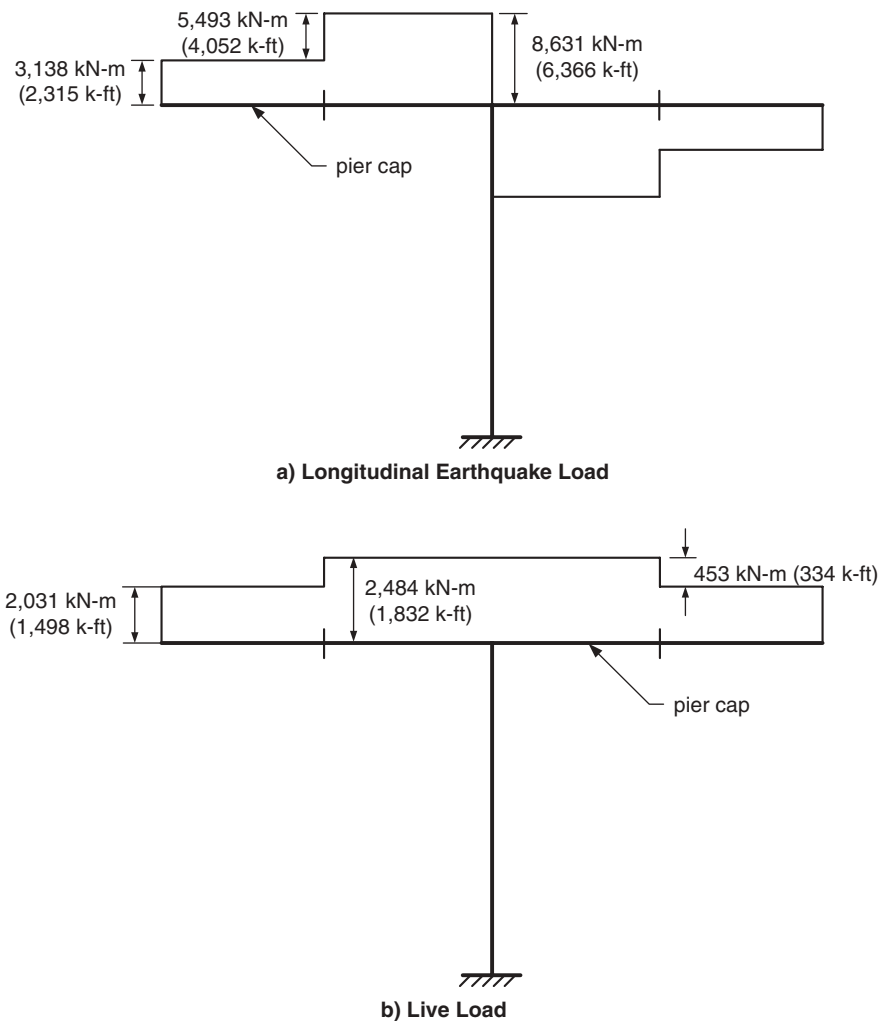 5,493 kN-m
(4,052 k-ft)
8,631 kN-m
(6,366 k-ft)
3,138 kN-m
(2,315 k-ft)
pier cap
a) Longitudinal Earthquake Load
453 kN-m (334 k-ft)
2,484 kN-m
(1,832 k-ft)
2,031 kN-m
(1,498 k-ft)
pier cap
b) Live Load